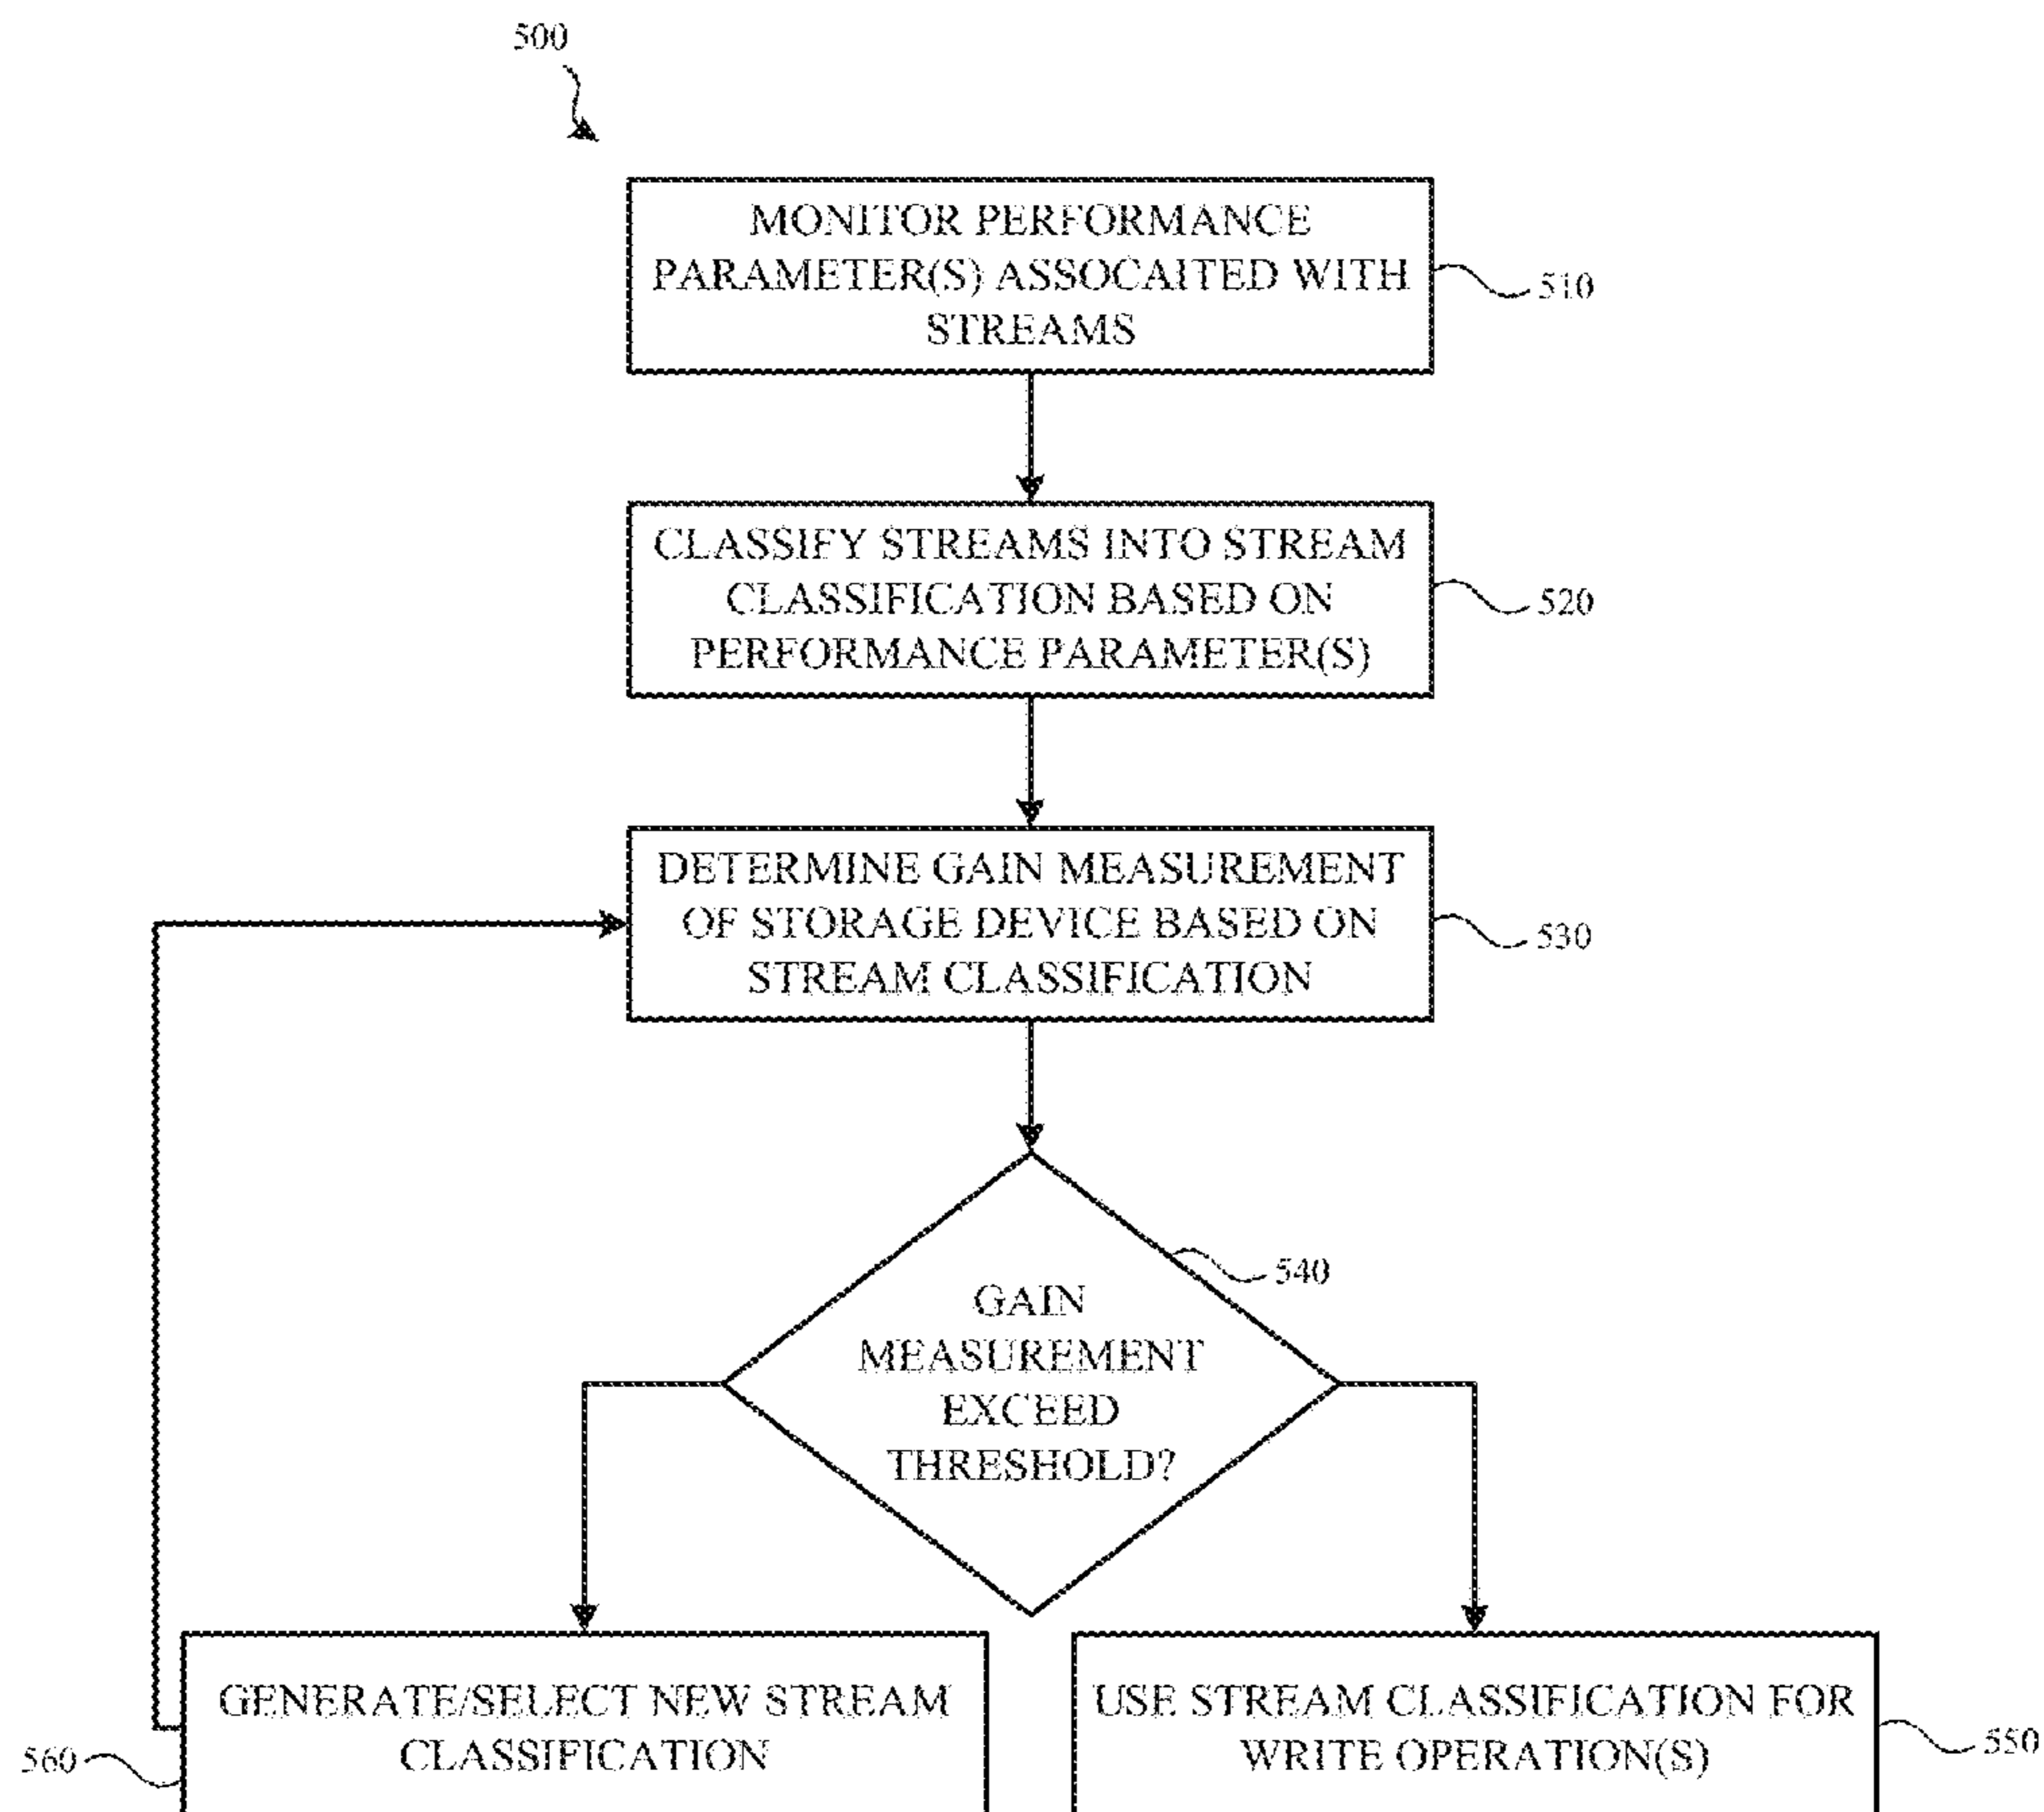 500
MONITOR PERFORMANCE
PARAMETER(S) ASSOCAITED WITH
STREAMS
510
CLASSIFY STREAMS INTO STREAM
CLASSIFICATION BASED ON
PERFORMANCE PARAMETER(S)
520
DETERMINE GAIN MEASUREMENT
OF STORAGE DEVICE BASED ON
STREAM CLASSIFICATION
530
540
GAIN
MEASUREMENT
EXCEED
THRESHOLD?
GENERATE/SELECT NEW STREAM
CLASSIFICATION
560
USE STREAM CLASSIFICATION FOR
WRITE OPERATION(S)
550